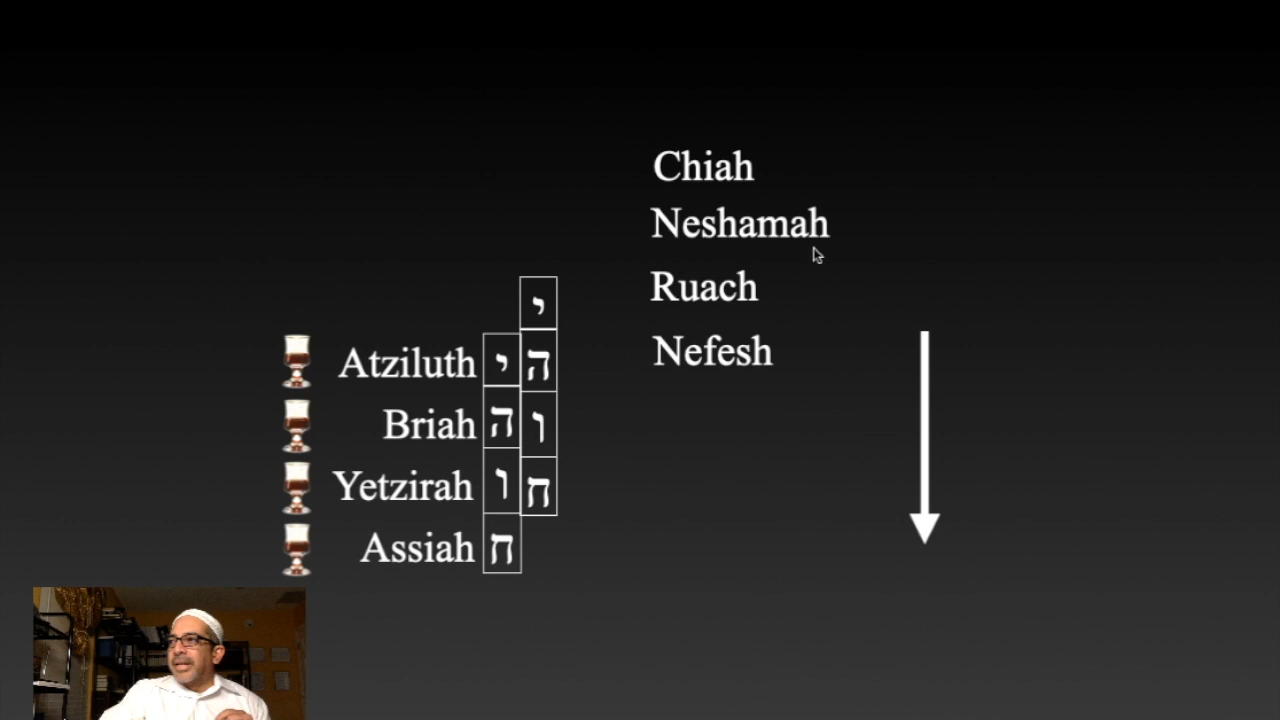 Chiah
Neshamah
Ruach
Nefesh
י
Atziluth י ה
Briah ה ו
Yetzirah ו ח
Assiah ח